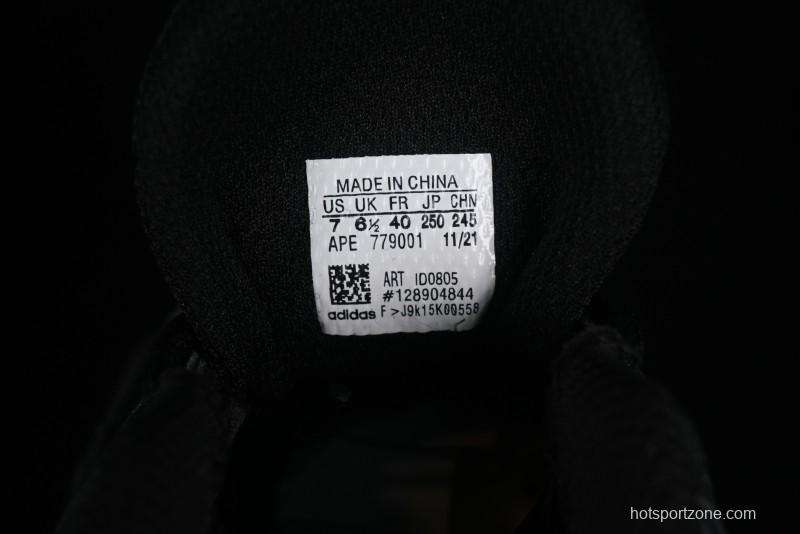 MADE IN CHINA
US UK FR JP CHN
7 6½ 40 250 245
APE 779001 11/21
ART ID0805
#128904844
adidas F>J9k15K00558
hotsportzone.com